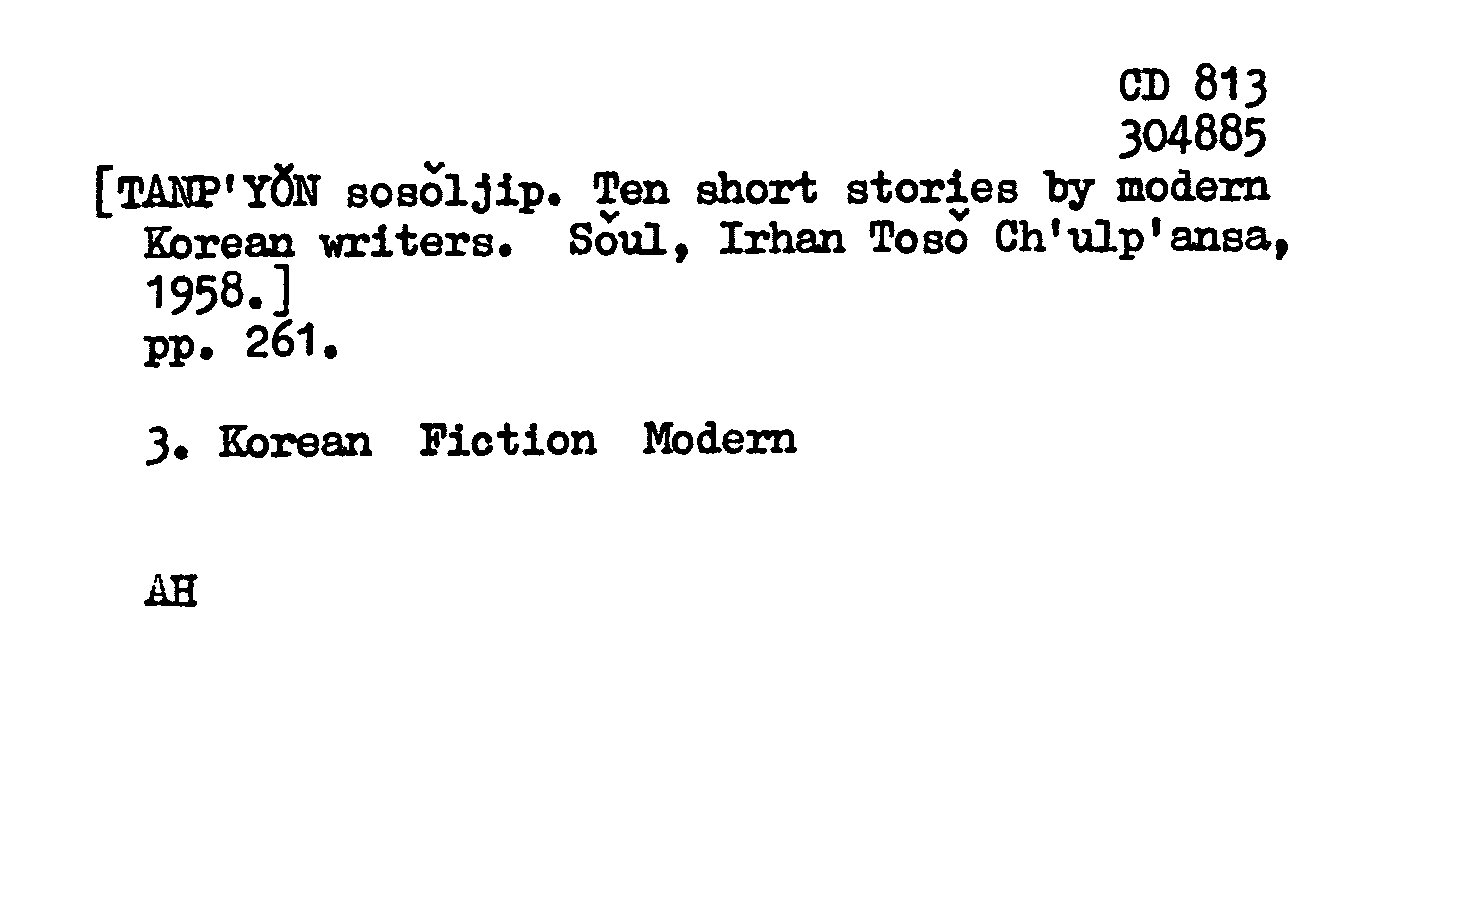 CD 813
304885
[TANP'YŎN sosŏljip. Ten short stories by modern
Korean writers. Sŏul, Irhan Tosŏ Ch'ulp'ansa,
1958.]
pp. 261.
3. Korean Fiction Modern
AH